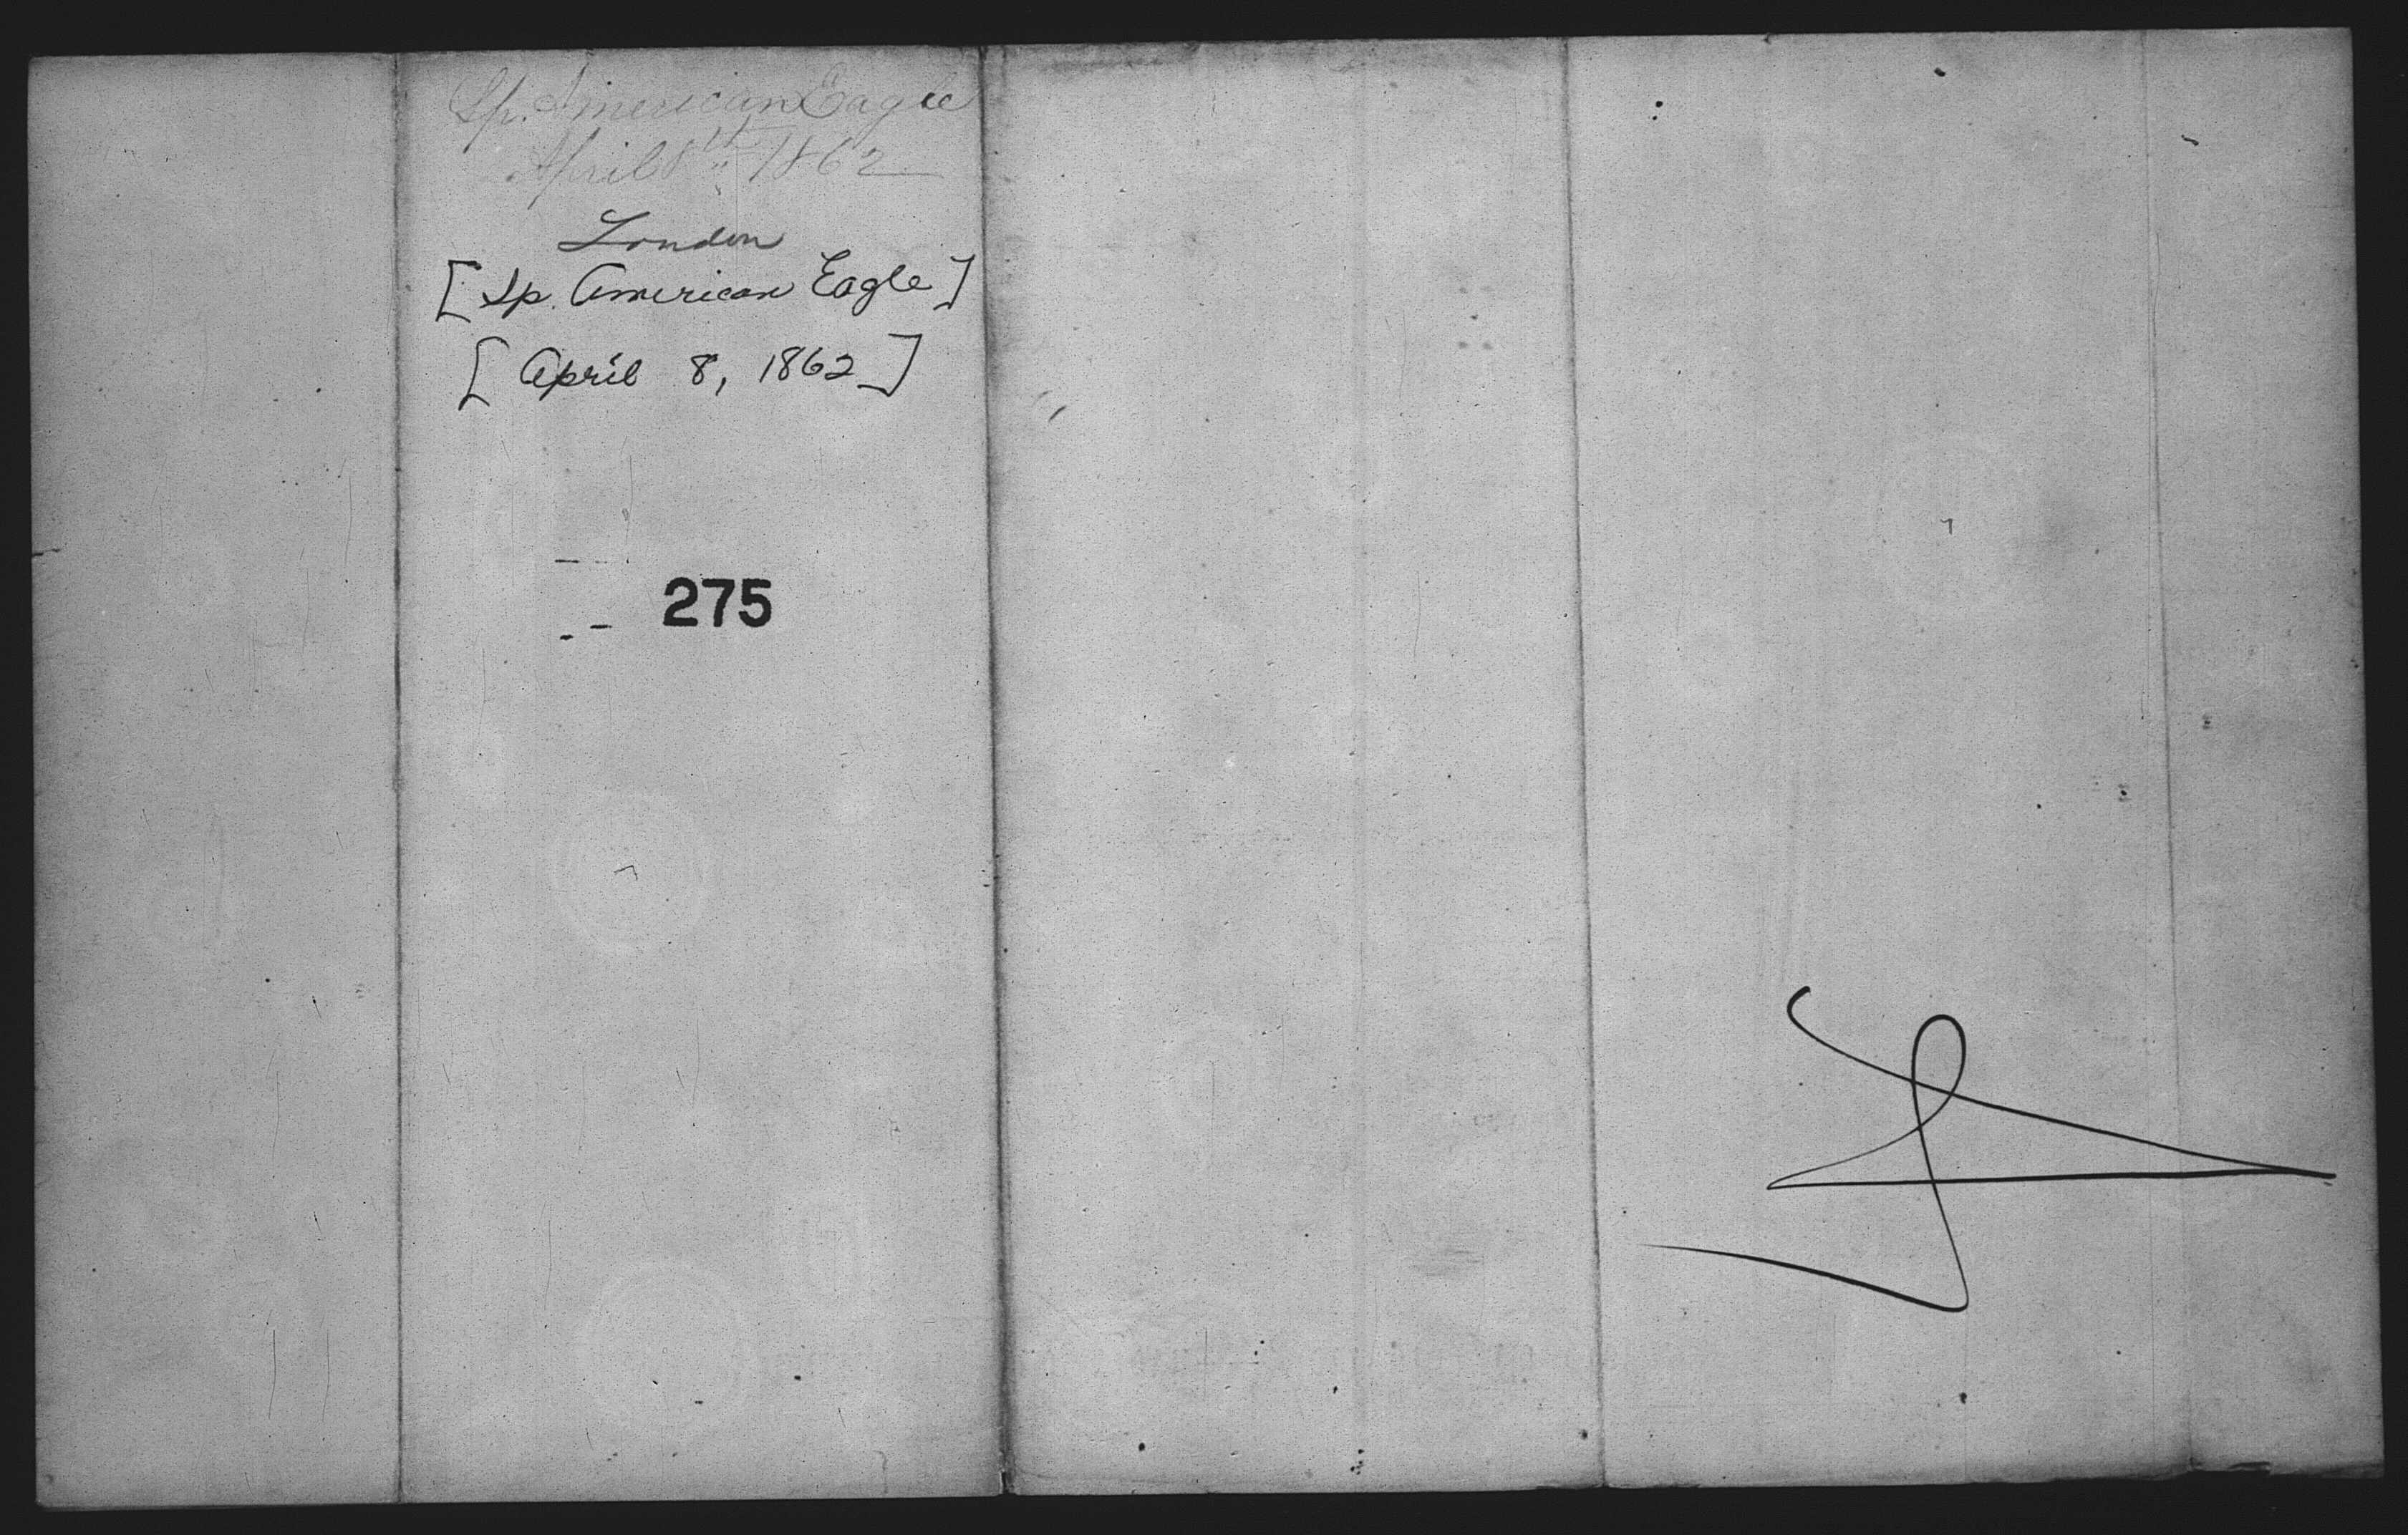 Sp. American Eagle
April 8th 1862
London
[Sp. American Eagle]
[April 8, 1862]
275